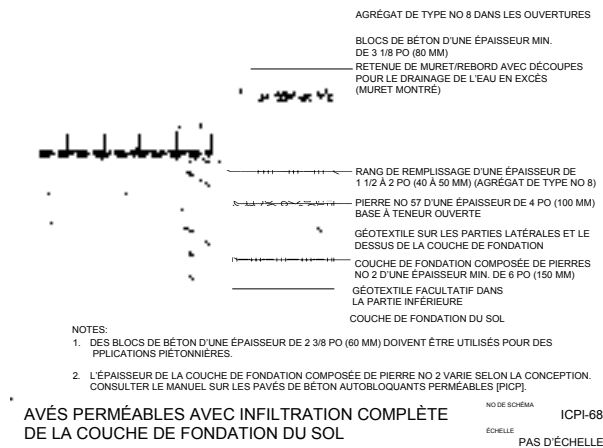 AGRÉGAT DE TYPE NO 8 DANS LES OUVERTURES
BLOCS DE BÉTON D'UNE ÉPAISSEUR MIN.
DE 3 1/8 PO (80 MM)
RETENUE DE MURET/REBORD AVEC DÉCOUPES
POUR LE DRAINAGE DE L'EAU EN EXCÈS
(MURET MONTRÉ)
RANG DE REMPLISSAGE D'UNE ÉPAISSEUR DE
1 1/2 À 2 PO (40 À 50 MM) (AGRÉGAT DE TYPE NO 8)
PIERRE NO 57 D'UNE ÉPAISSEUR DE 4 PO (100 MM)
BASE À TENEUR OUVERTE
GÉOTEXTILE SUR LES PARTIES LATÉRALES ET LE
DESSUS DE LA COUCHE DE FONDATION
COUCHE DE FONDATION COMPOSÉE DE PIERRES
NO 2 D'UNE ÉPAISSEUR MIN. DE 6 PO (150 MM)
GÉOTEXTILE FACULTATIF DANS
LA PARTIE INFÉRIEURE
COUCHE DE FONDATION DU SOL
NOTES:
1. DES BLOCS DE BÉTON D'UNE ÉPAISSEUR DE 2 3/8 PO (60 MM) DOIVENT ÊTRE UTILISÉS POUR DES
PPLICATIONS PIÉTONNIÈRES.
2. L'ÉPAISSEUR DE LA COUCHE DE FONDATION COMPOSÉE DE PIERRE NO 2 VARIE SELON LA CONCEPTION.
CONSULTER LE MANUEL SUR LES PAVÉS DE BÉTON AUTOBLOQUANTS PERMÉABLES [PICP].
AVÉS PERMÉABLES AVEC INFILTRATION COMPLÈTE
DE LA COUCHE DE FONDATION DU SOL
NO DE SCHÉMA
ICPI-68
ÉCHELLE
PAS D'ÉCHELLE